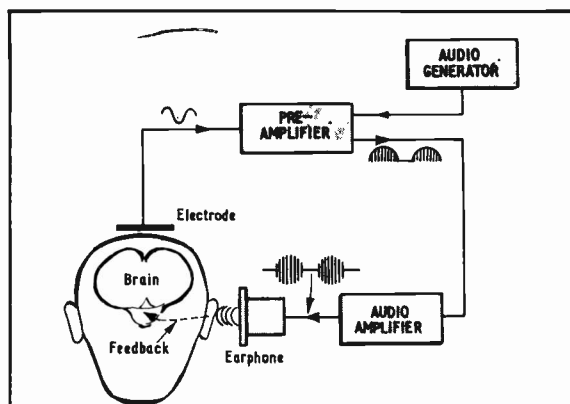 AUDIO
GENERATOR
PRE-
AMPLIFIER
Electrode
Brain
Feedback
Earphone
AUDIO
AMPLIFIER